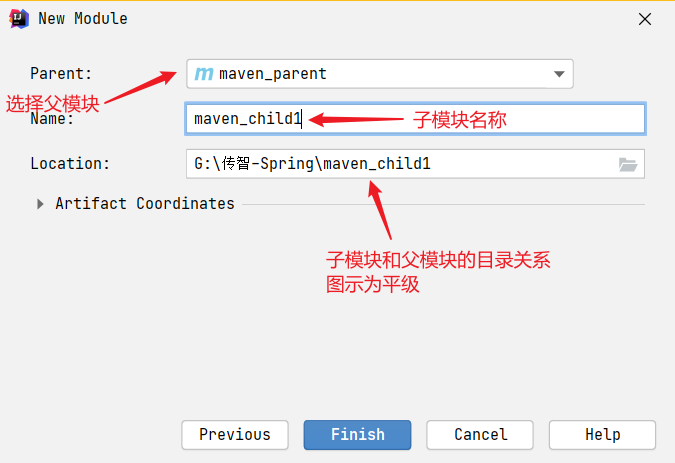 New Module
Parent:
maven_parent
选择父模块
Name:
maven_child1
子模块名称
Location:
G:\传智-Spring\maven_child1
Artifact Coordinates
子模块和父模块的目录关系
图示为平级
Previous
Finish
Cancel
Help